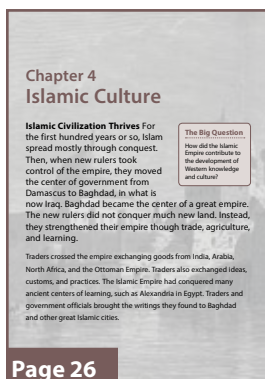 Chapter 4
Islamic Culture
Islamic Civilization Thrives For
the first hundred years or so, Islam
spread mostly through conquest.
Then, when new rulers took
control of the empire, they moved
the center of government from
Damascus to Baghdad, in what is
now Iraq. Baghdad became the center of a great empire.
The new rulers did not conquer much new land. Instead,
they strengthened their empire though trade, agriculture,
and learning.
The Big Question
How did the Islamic
Empire contribute to
the development of
Western knowledge
and culture?
Traders crossed the empire exchanging goods from India, Arabia,
North Africa, and the Ottoman Empire. Traders also exchanged ideas,
customs, and practices. The Islamic Empire had conquered many
ancient centers of learning, such as Alexandria in Egypt. Traders and
government officials brought the writings they found to Baghdad
and other great Islamic cities.
Page 26